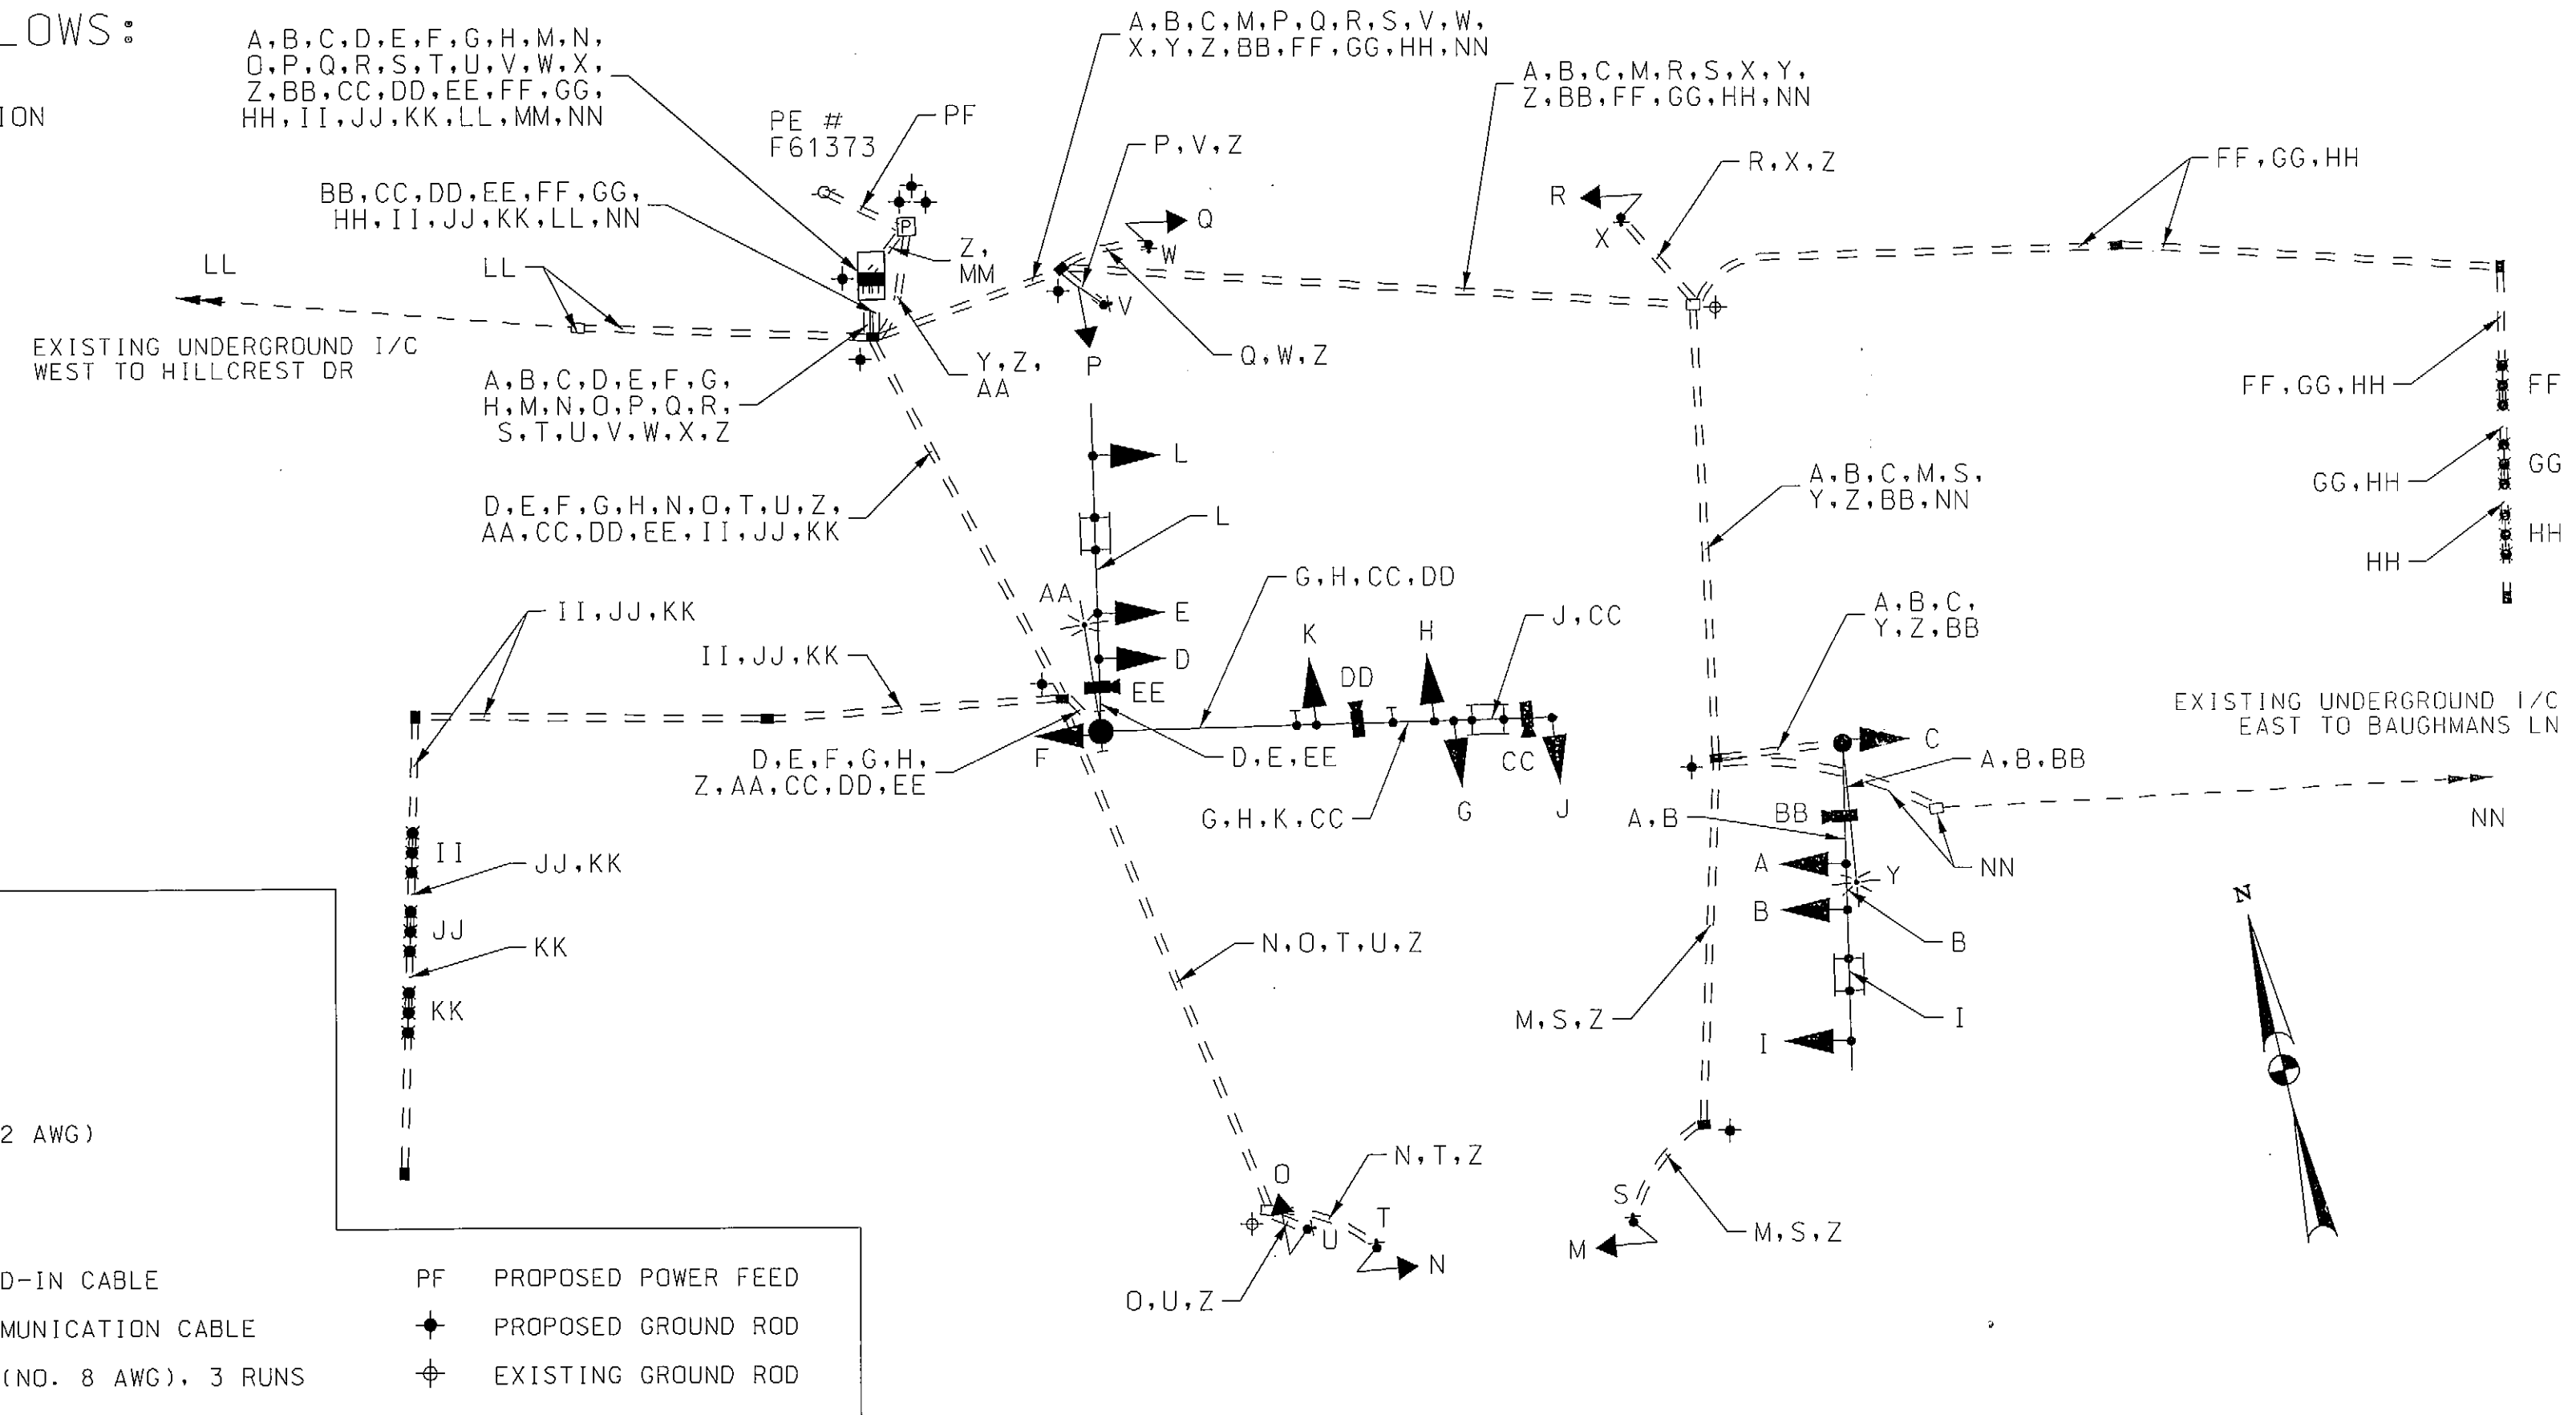 LOWS:
ION
A,B,C,D,E,F,G,H,M,N,
O,P,Q,R,S,T,U,V,W,X,
Z,BB,CC,DD,EE,FF,GG,
HH,II,JJ,KK,LL,MM,NN
A,B,C,M,P,Q,R,S,V,W,
X,Y,Z,BB,FF,GG,HH,NN
A,B,C,M,R,S,X,Y,
Z,BB,FF,GG,HH,NN
PE #
F61373
PF
P,V,Z
R,X,Z
FF,GG,HH
BB,CC,DD,EE,FF,GG,
HH,II,JJ,KK,LL,NN
P
Z,
MM
Q
W
R
X
LL
LL
V
P
Q,W,Z
EXISTING UNDERGROUND I/C
WEST TO HILLCREST DR
Y,Z,
AA
A,B,C,D,E,F,G,
H,M,N,O,P,Q,R,
S,T,U,V,W,X,Z
FF,GG,HH
FF
L
GG,HH
GG
A,B,C,M,S,
Y,Z,BB,NN
D,E,F,G,H,N,O,T,U,Z,
AA,CC,DD,EE,II,JJ,KK
L
HH
HH
G,H,CC,DD
AA
E
II,JJ,KK
J,CC
A,B,C,
Y,Z,BB
K
H
II,JJ,KK
D
DD
EE
EXISTING UNDERGROUND I/C
EAST TO BAUGHMANS LN
F
D,E,F,G,H,
Z,AA,CC,DD,EE
D,E,EE
CC
C
A,B,BB
G,H,K,CC
G
J
A,B
BB
NN
II
JJ,KK
A
Y
NN
B
JJ
KK
N,O,T,U,Z
B
N
KK
M,S,Z
I
I
2 AWG)
O
N,T,Z
T
U
S
M
M,S,Z
N
O,U,Z
D-IN CABLE
PF PROPOSED POWER FEED
MUNICATION CABLE
PROPOSED GROUND ROD
(NO. 8 AWG), 3 RUNS
EXISTING GROUND ROD